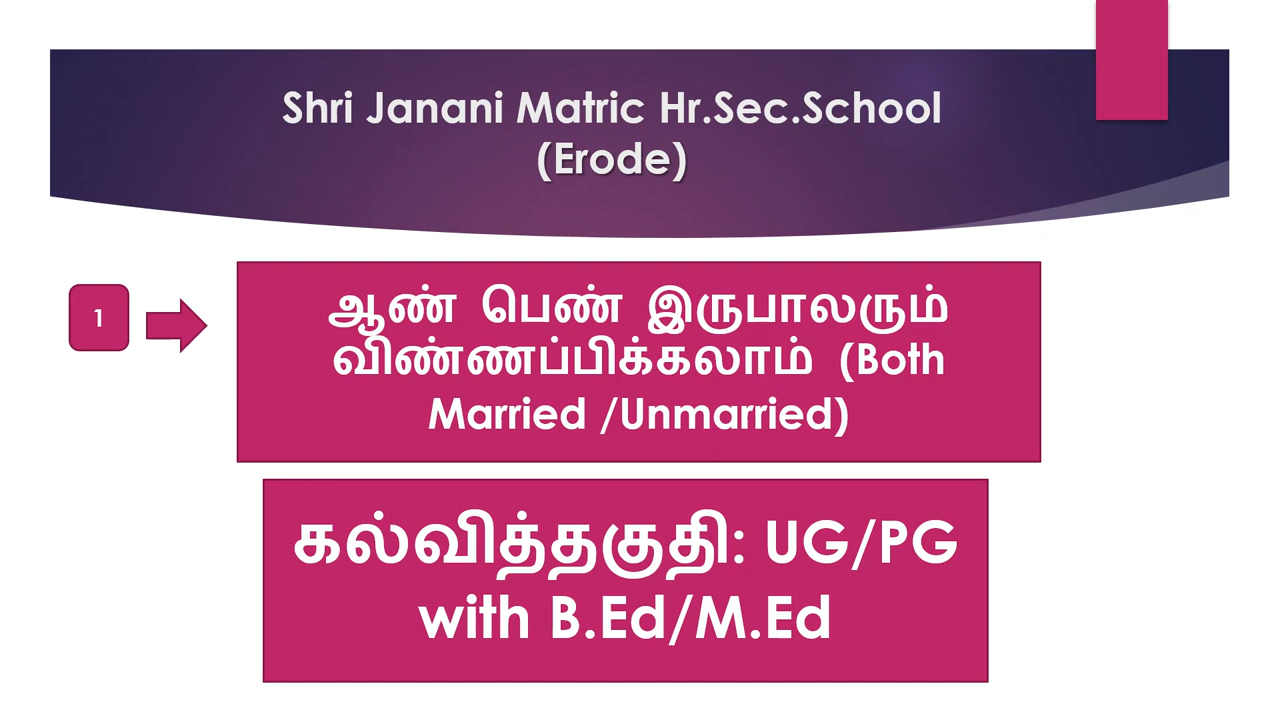 Shri Janani Matric Hr.Sec.School
(Erode)
1
ஆண் பெண் இருபாலரும்
விண்ணப்பிக்கலாம் (Both
Married /Unmarried)
கல்வித்தகுதி: UG/PG
with B.Ed/M.Ed